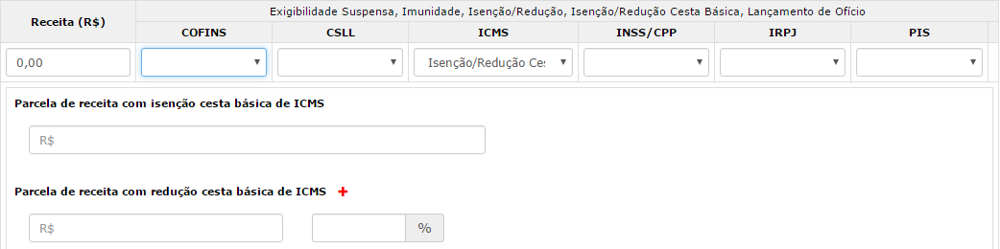 Receita (R$)
Exigibilidade Suspensa, Imunidade, Isenção/Redução, Isenção/Redução Cesta Básica, Lançamento de Ofício
COFINS CSLL ICMS INSS/CPP IRPJ PIS
0,00 Isenção/Redução Ces
Parcela de receita com isenção cesta básica de ICMS
R$
Parcela de receita com redução cesta básica de ICMS +
R$ %